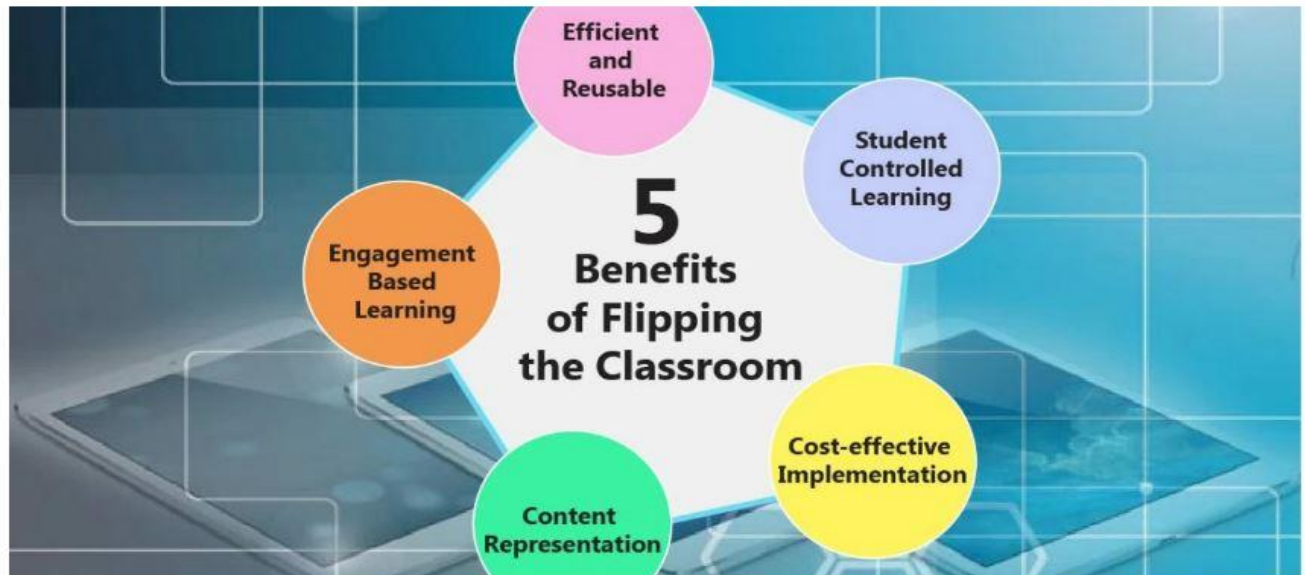 5
Benefits
of Flipping
the Classroom
Efficient
and
Reusable
Student
Controlled
Learning
Cost-effective
Implementation
Content
Representation
Engagement
Based
Learning